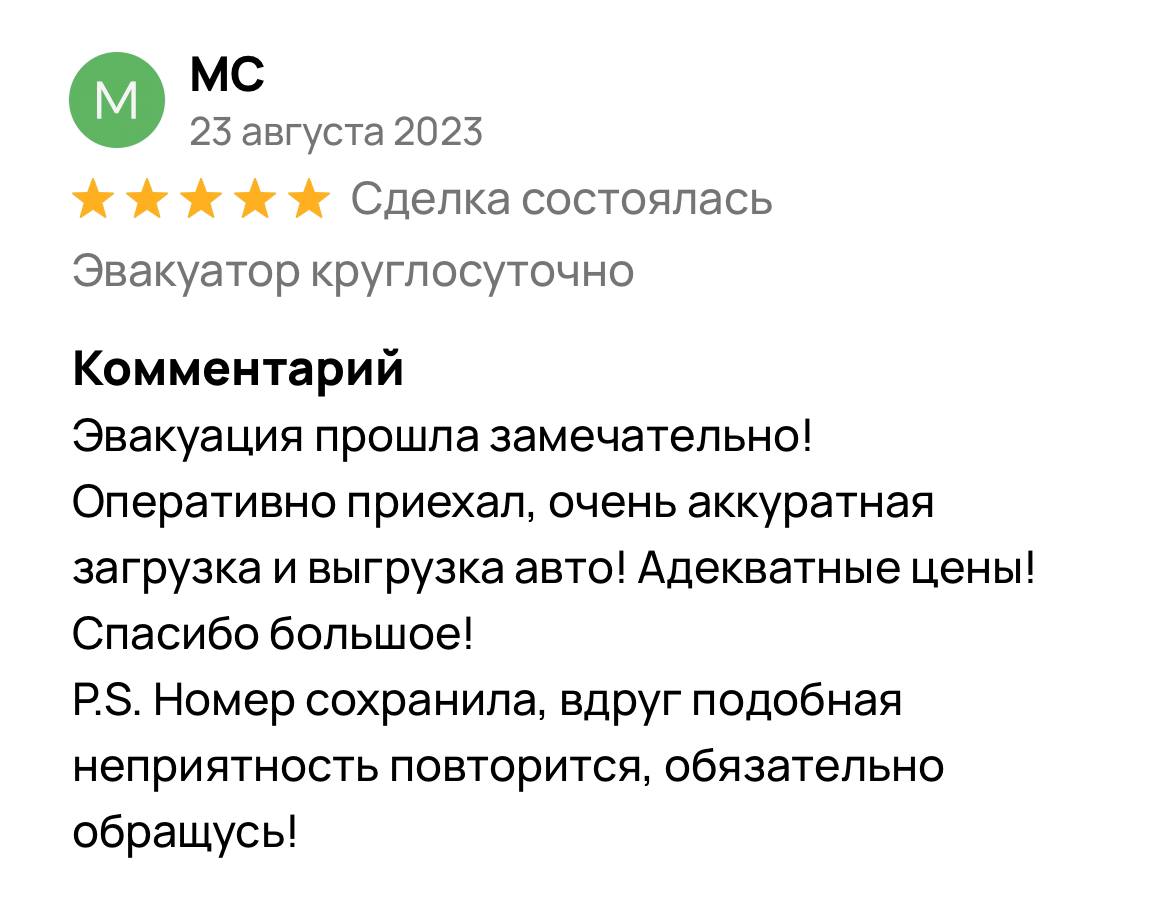 М
МС
23 августа 2023
Сделка состоялась
Эвакуатор круглосуточно
Комментарий
Эвакуация прошла замечательно!
Оперативно приехал, очень аккуратная
загрузка и выгрузка авто! Адекватные цены!
Спасибо большое!
P.S. Номер сохранила, вдруг подобная
неприятность повторится, обязательно
обращусь!